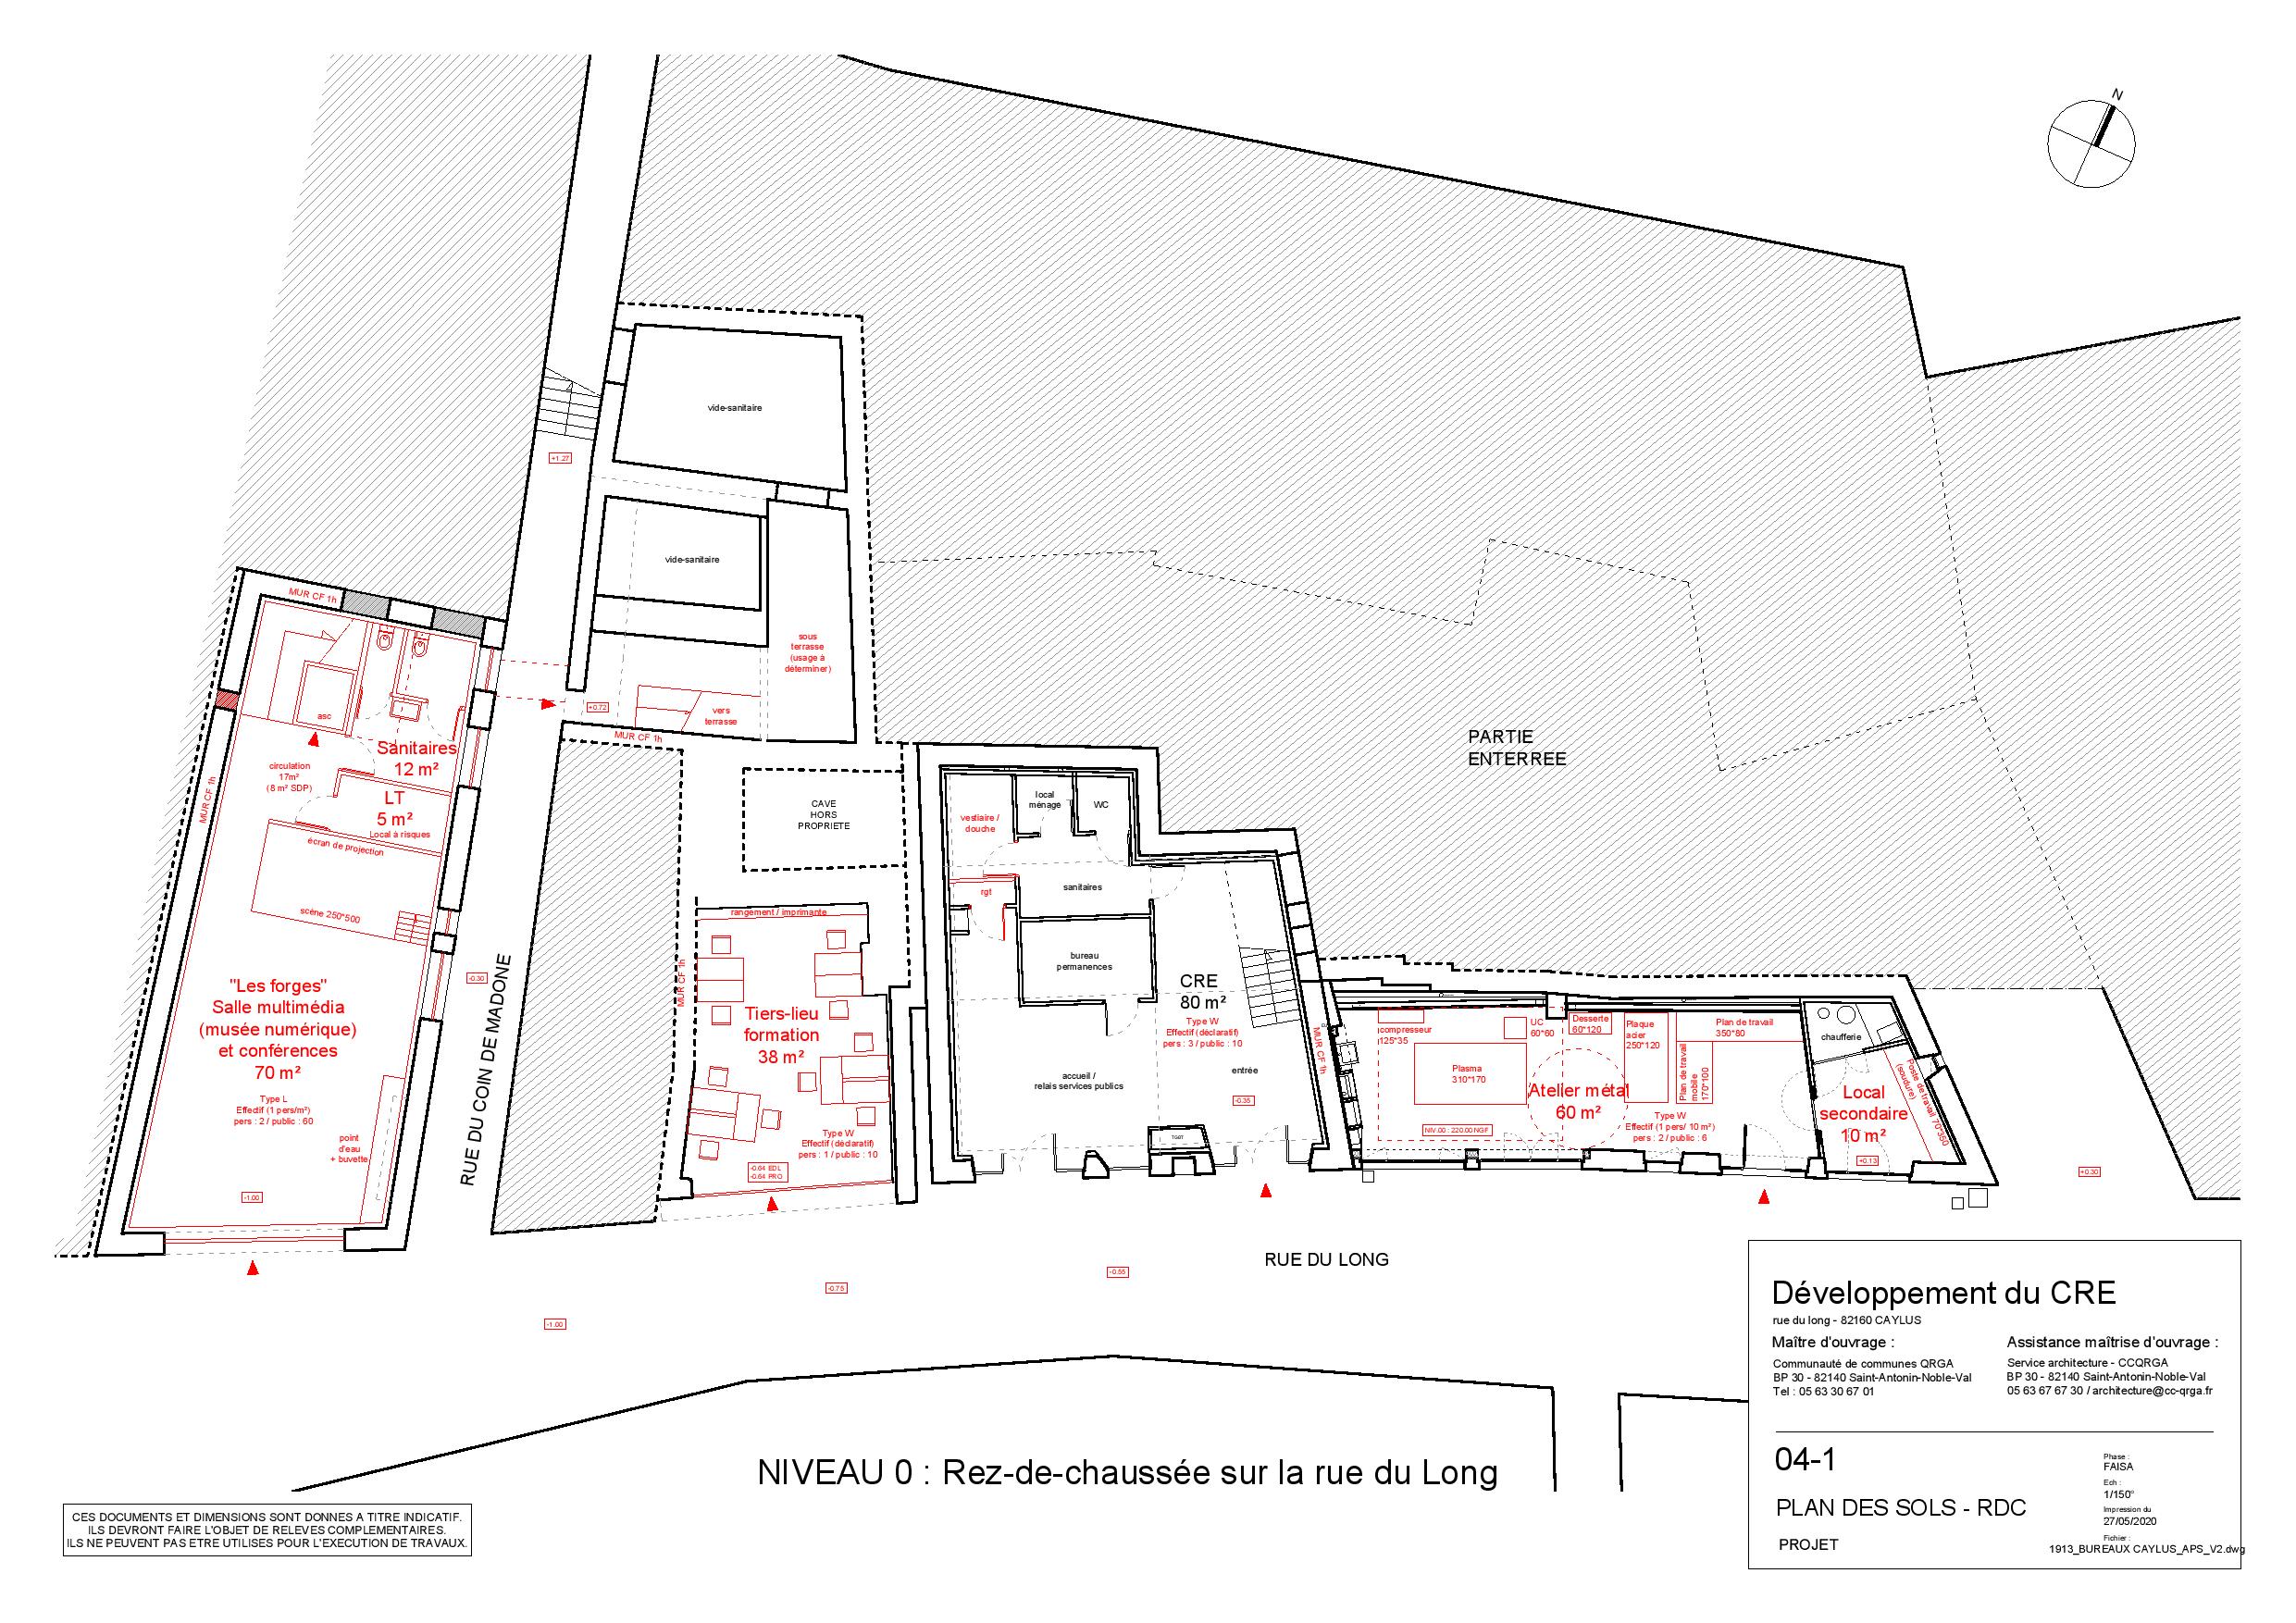 N
vide-sanitaire
+1.27
vide-sanitaire
MUR CF 1h
sous
terrasse
(usage à
déterminer)
+0.72
vers
terrasse
MUR CF 1h
asc
Sanitaires
12 m²
circulation
17m²
(8 m² SDP)
MUR CF 1h
LT
5 m²
Local à risques
écran de projection
scène 250*500
-0.30
RUE DU COIN DE MADONE
"Les forges"
Salle multimédia
(musée numérique)
et conférences
70 m²
Type L
Effectif (1 pers/m²)
pers : 2 / public : 60
point
d'eau
+ buvette
-1.00
PARTIE
ENTERREE
CAVE
HORS
PROPRIETE
rangement / imprimante
MUR CF 1h
Tiers-lieu
formation
38 m²
Type W
Effectif (déclaratif)
pers : 1 / public : 10
-0.64 EDL
-0.64 PRO
vestiaire /
douche
local
ménage
WC
rgt
sanitaires
bureau
permanences
CRE
80 m²
Type W
Effectif (déclaratif)
pers : 3 / public : 10
accueil /
relais services publics
entrée
-0.35
MUR CF 1h
compresseur
125*35
UC
60*60
Desserte
60*120
Plaque
acier
250*120
Plan de travail
350*80
Plasma
310*170
Plan de travail
mobile
170*100
Atelier métal
60 m²
Type W
Effectif (1 pers/ 10 m²)
pers : 2 / public : 6
NIV.00 : 220.00 NGF
chaufferie
Poste de travail 70*350
(soudure)
Local
secondaire
10 m²
+0.13
+0.30
RUE DU LONG
-0.55
-0.75
-1.00
NIVEAU 0 : Rez-de-chaussée sur la rue du Long
CES DOCUMENTS ET DIMENSIONS SONT DONNES A TITRE INDICATIF.
ILS DEVRONT FAIRE L'OBJET DE RELEVES COMPLEMENTAIRES.
ILS NE PEUVENT PAS ETRE UTILISES POUR L'EXECUTION DE TRAVAUX.
Développement du CRE
rue du long - 82160 CAYLUS
Maître d'ouvrage :
Communauté de communes QRGA
BP 30 - 82140 Saint-Antonin-Noble-Val
Tel : 05 63 30 67 01
Assistance maîtrise d'ouvrage :
Service architecture - CCQRGA
BP 30 - 82140 Saint-Antonin-Noble-Val
05 63 67 67 30 / architecture@cc-qrga.fr
04-1
PLAN DES SOLS - RDC
PROJET
Phase :
FAISA
Ech :
1/150°
Impression du
27/05/2020
Fichier :
1913_BUREAUX CAYLUS_APS_V2.dwg